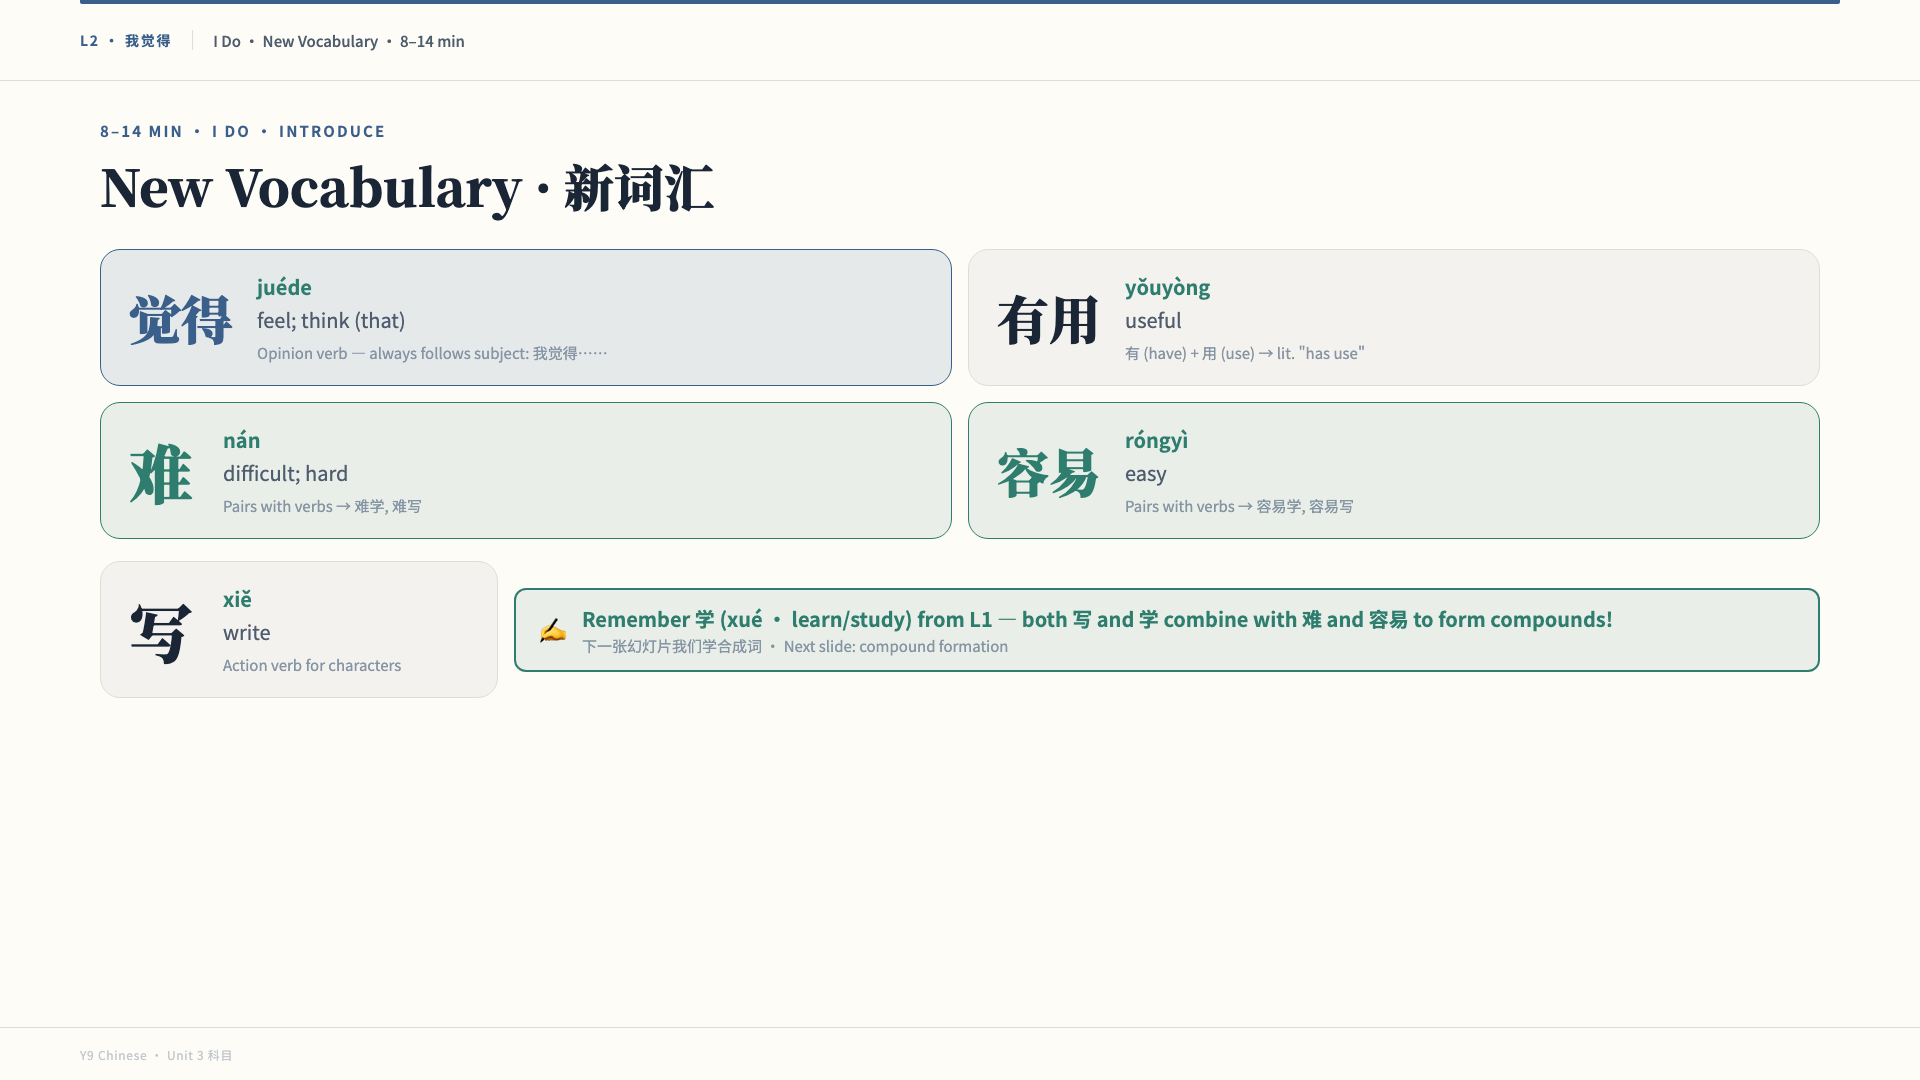 L2 • 我觉得
I Do • New Vocabulary • 8–14 min
8–14 MIN • I DO • INTRODUCE
New Vocabulary · 新词汇
觉得
juéde
feel; think (that)
Opinion verb — always follows subject: 我觉得……
有用
yǒuyòng
useful
有 (have) + 用 (use) → lit. "has use"
难
nán
difficult; hard
Pairs with verbs → 难学, 难写
容易
róngyì
easy
Pairs with verbs → 容易学, 容易写
写
xiě
write
Action verb for characters
✍️ Remember 学 (xué • learn/study) from L1 — both 写 and 学 combine with 难 and 容易 to form compounds!
下一张幻灯片我们学合成词 • Next slide: compound formation
Y9 Chinese • Unit 3 科目